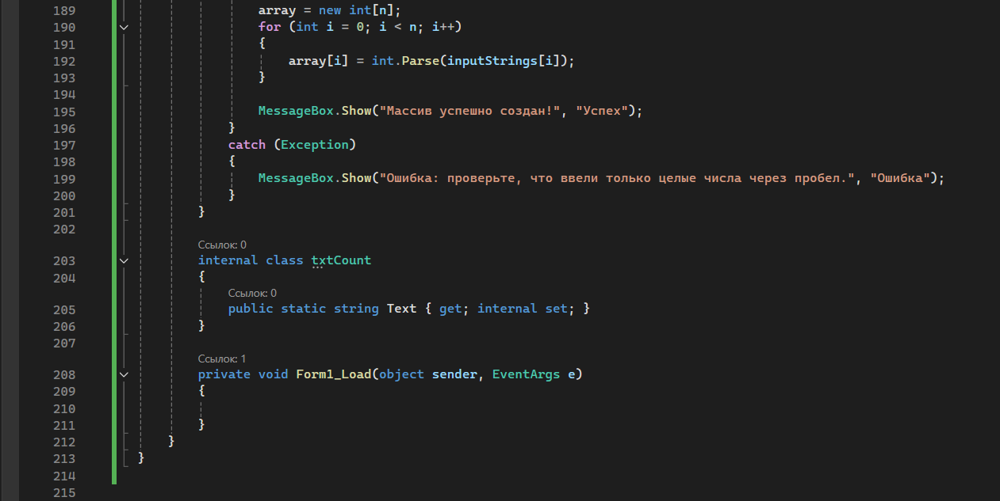 189 array = new int[n];
190 for (int i = 0; i < n; i++)
191 {
192 array[i] = int.Parse(inputStrings[i]);
193 }
194
195 MessageBox.Show("Массив успешно создан!", "Успех");
196 }
197 catch (Exception)
198 {
199 MessageBox.Show("Ошибка: проверьте, что ввели только целые числа через пробел.", "Ошибка");
200 }
201 }
202
Ссылок: 0
203 internal class txtCount
204 {
Ссылок: 0
205 public static string Text { get; internal set; }
206 }
207
Ссылок: 1
208 private void Form1_Load(object sender, EventArgs e)
209 {
210
211 }
212 }
213 }
214
215